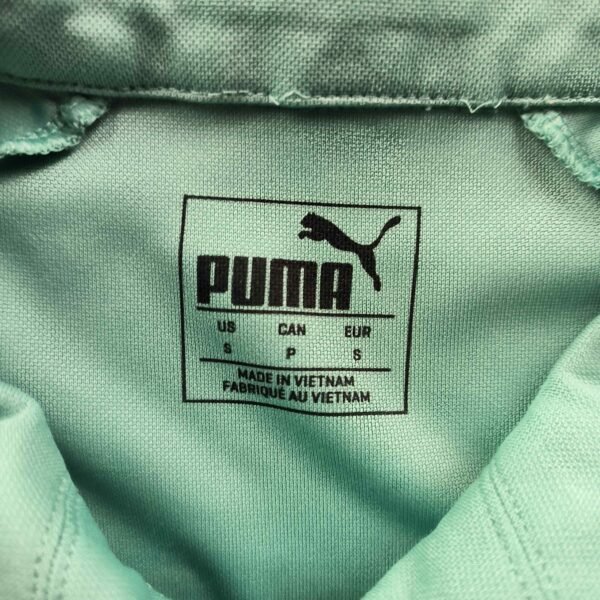 PUMA
US CAN EUR
S P S
MADE IN VIETNAM
FABRIQUÉ AU VIETNAM